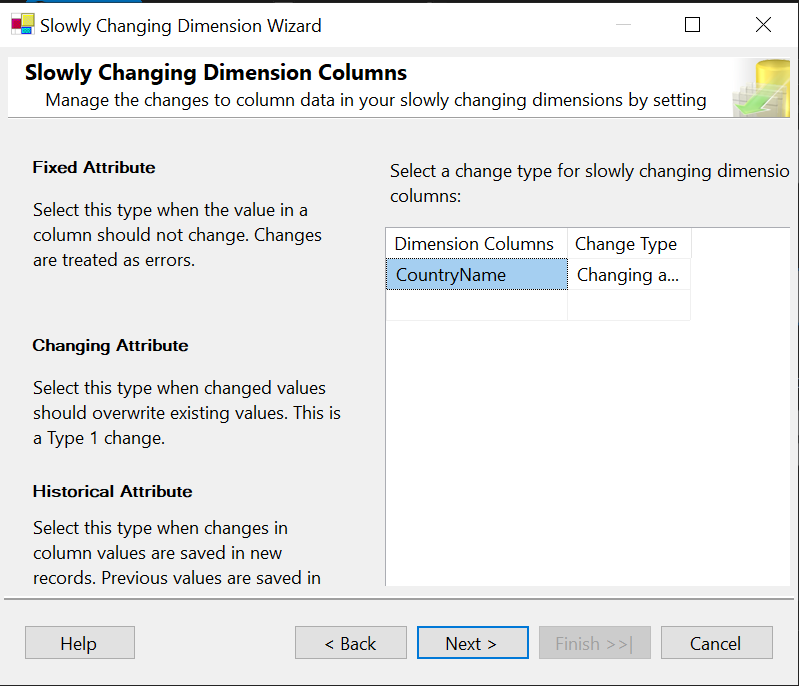 Slowly Changing Dimension Wizard
Slowly Changing Dimension Columns
Manage the changes to column data in your slowly changing dimensions by setting
Fixed Attribute
Select this type when the value in a
column should not change. Changes
are treated as errors.
Changing Attribute
Select this type when changed values
should overwrite existing values. This is
a Type 1 change.
Historical Attribute
Select this type when changes in
column values are saved in new
records. Previous values are saved in
Select a change type for slowly changing dimensio
columns:
Dimension Columns Change Type
CountryName Changing a...
Help < Back Next > Finish >>| Cancel